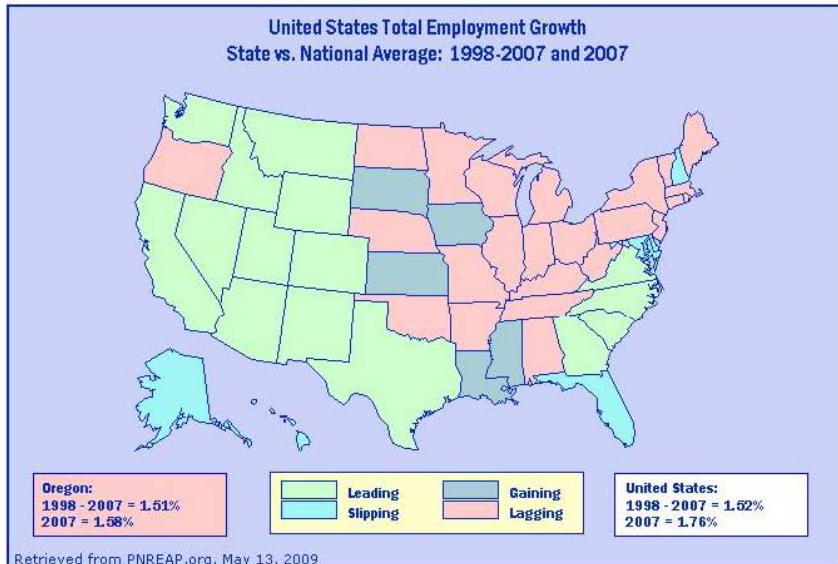 United States Total Employment Growth
State vs. National Average: 1998-2007 and 2007
Oregon:
1998 - 2007 = 1.51%
2007 = 1.58%
Leading
Gaining
Slipping
Lagging
United States:
1998 - 2007 = 1.52%
2007 = 1.76%
Retrieved from PNREAP.org, May 13, 2009